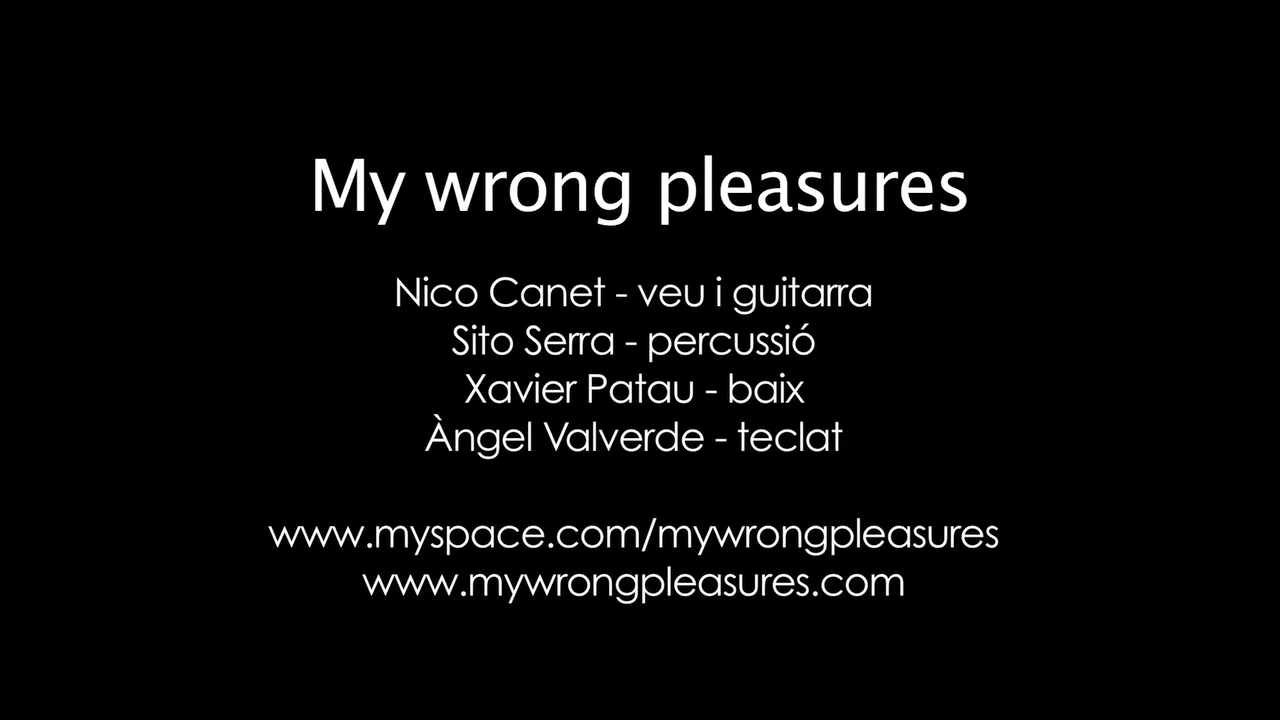 My wrong pleasures
Nico Canet - veu i guitarra
Sito Serra - percussió
Xavier Patau - baix
Àngel Valverde - teclat
www.myspace.com/mywrongpleasures
www.mywrongpleasures.com